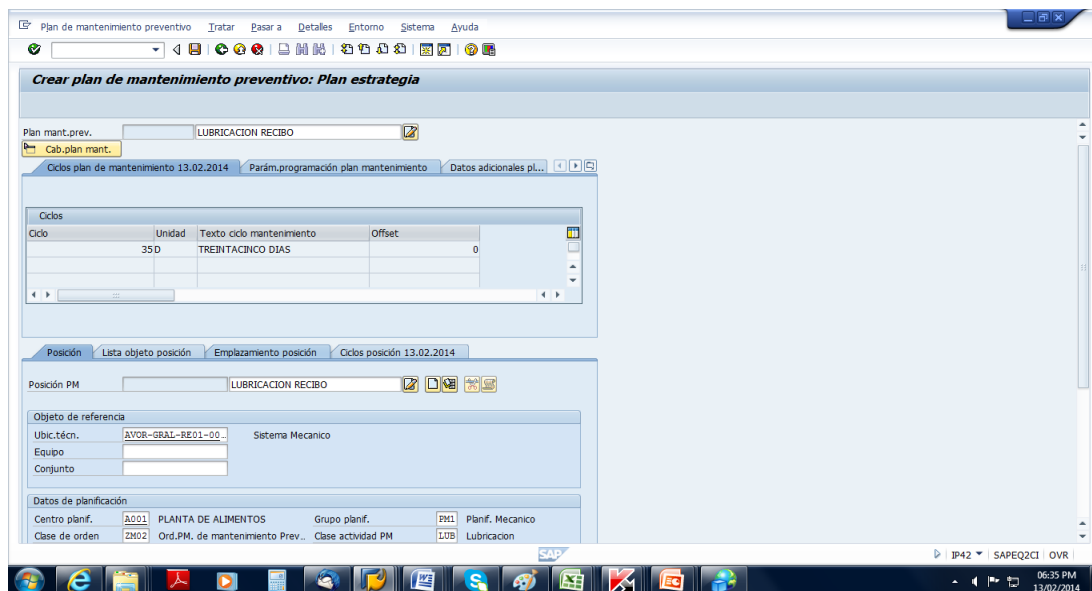 Plan de mantenimiento preventivo Tratar Pasar a Detalles Entorno Sistema Ayuda
Crear plan de mantenimiento preventivo: Plan estrategia
Plan mant.prev. LUBRICACION RECIBO
Cab.plan mant.
Ciclos plan de mantenimiento 13.02.2014 Parám.programación plan mantenimiento Datos adicionales pl...
Ciclos
Ciclo Unidad Texto ciclo mantenimiento Offset
35 D TREINTACINCO DIAS 0
Posición Lista objeto posición Emplazamiento posición Ciclos posición 13.02.2014
Posición PM LUBRICACION RECIBO
Objeto de referencia
Ubic.técn. AVOR-GRAL-RE01-00.. Sistema Mecanico
Equipo
Conjunto
Datos de planificación
Centro planif. A001 PLANTA DE ALIMENTOS Grupo planif. PM1 Planif. Mecanico
Clase de orden ZM02 Ord.PM. de mantenimiento Prev.. Clase actividad PM LUB Lubricacion
SAP
IP42 SAPEQ2CI OVR
06:35 PM
13/02/2014